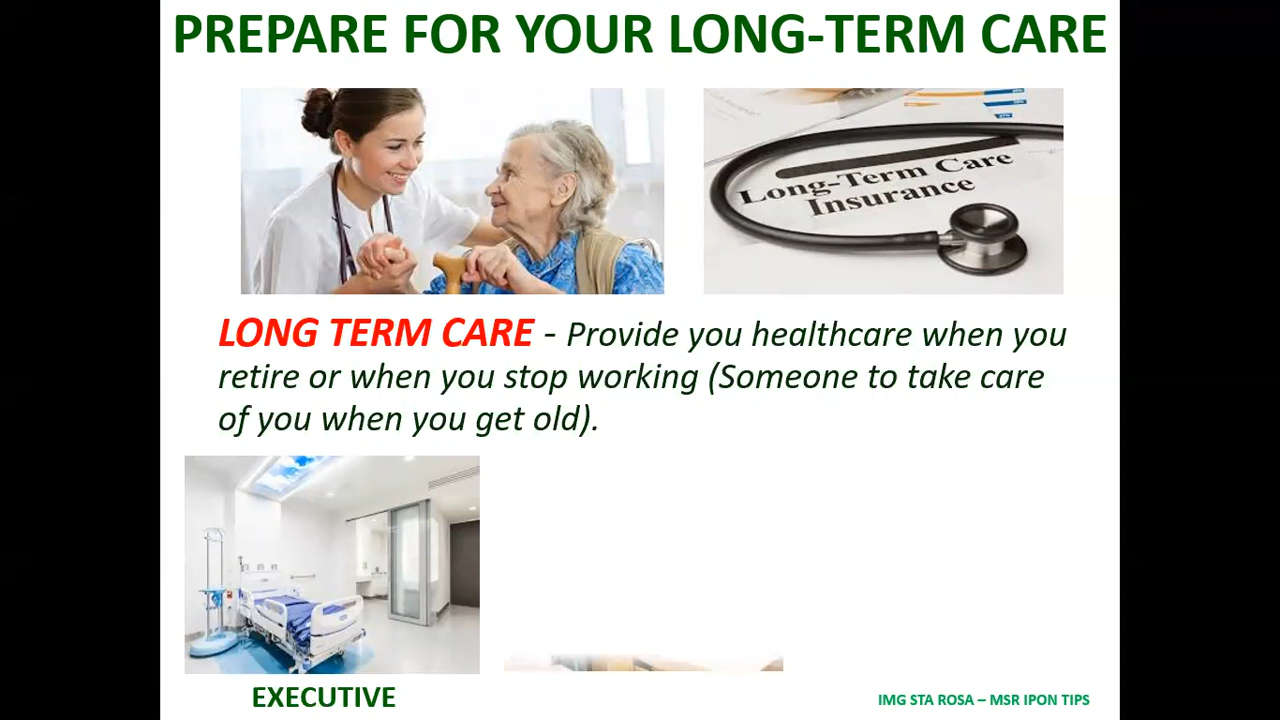 PREPARE FOR YOUR LONG-TERM CARE
Long-Term Care
Insurance
LONG TERM CARE - Provide you healthcare when you
retire or when you stop working (Someone to take care
of you when you get old).
EXECUTIVE
IMG STA ROSA – MSR IPON TIPS